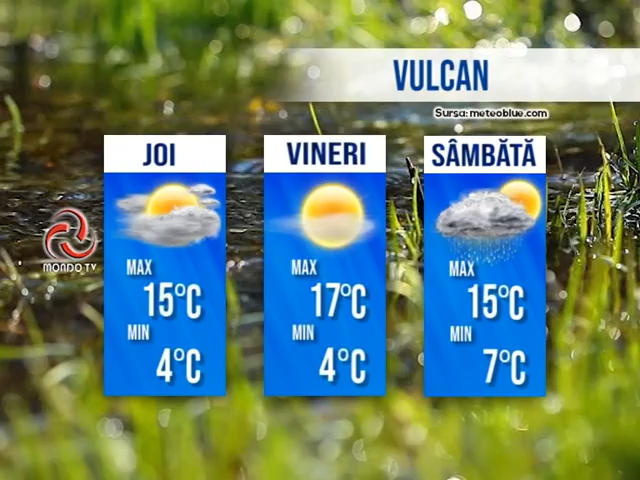 VULCAN
Sursa: meteoblue.com
JOI
MAX
15°C
MIN
4°C
VINERI
MAX
17°C
MIN
4°C
SÂMBĂTĂ
MAX
15°C
MIN
7°C
MONDO TV